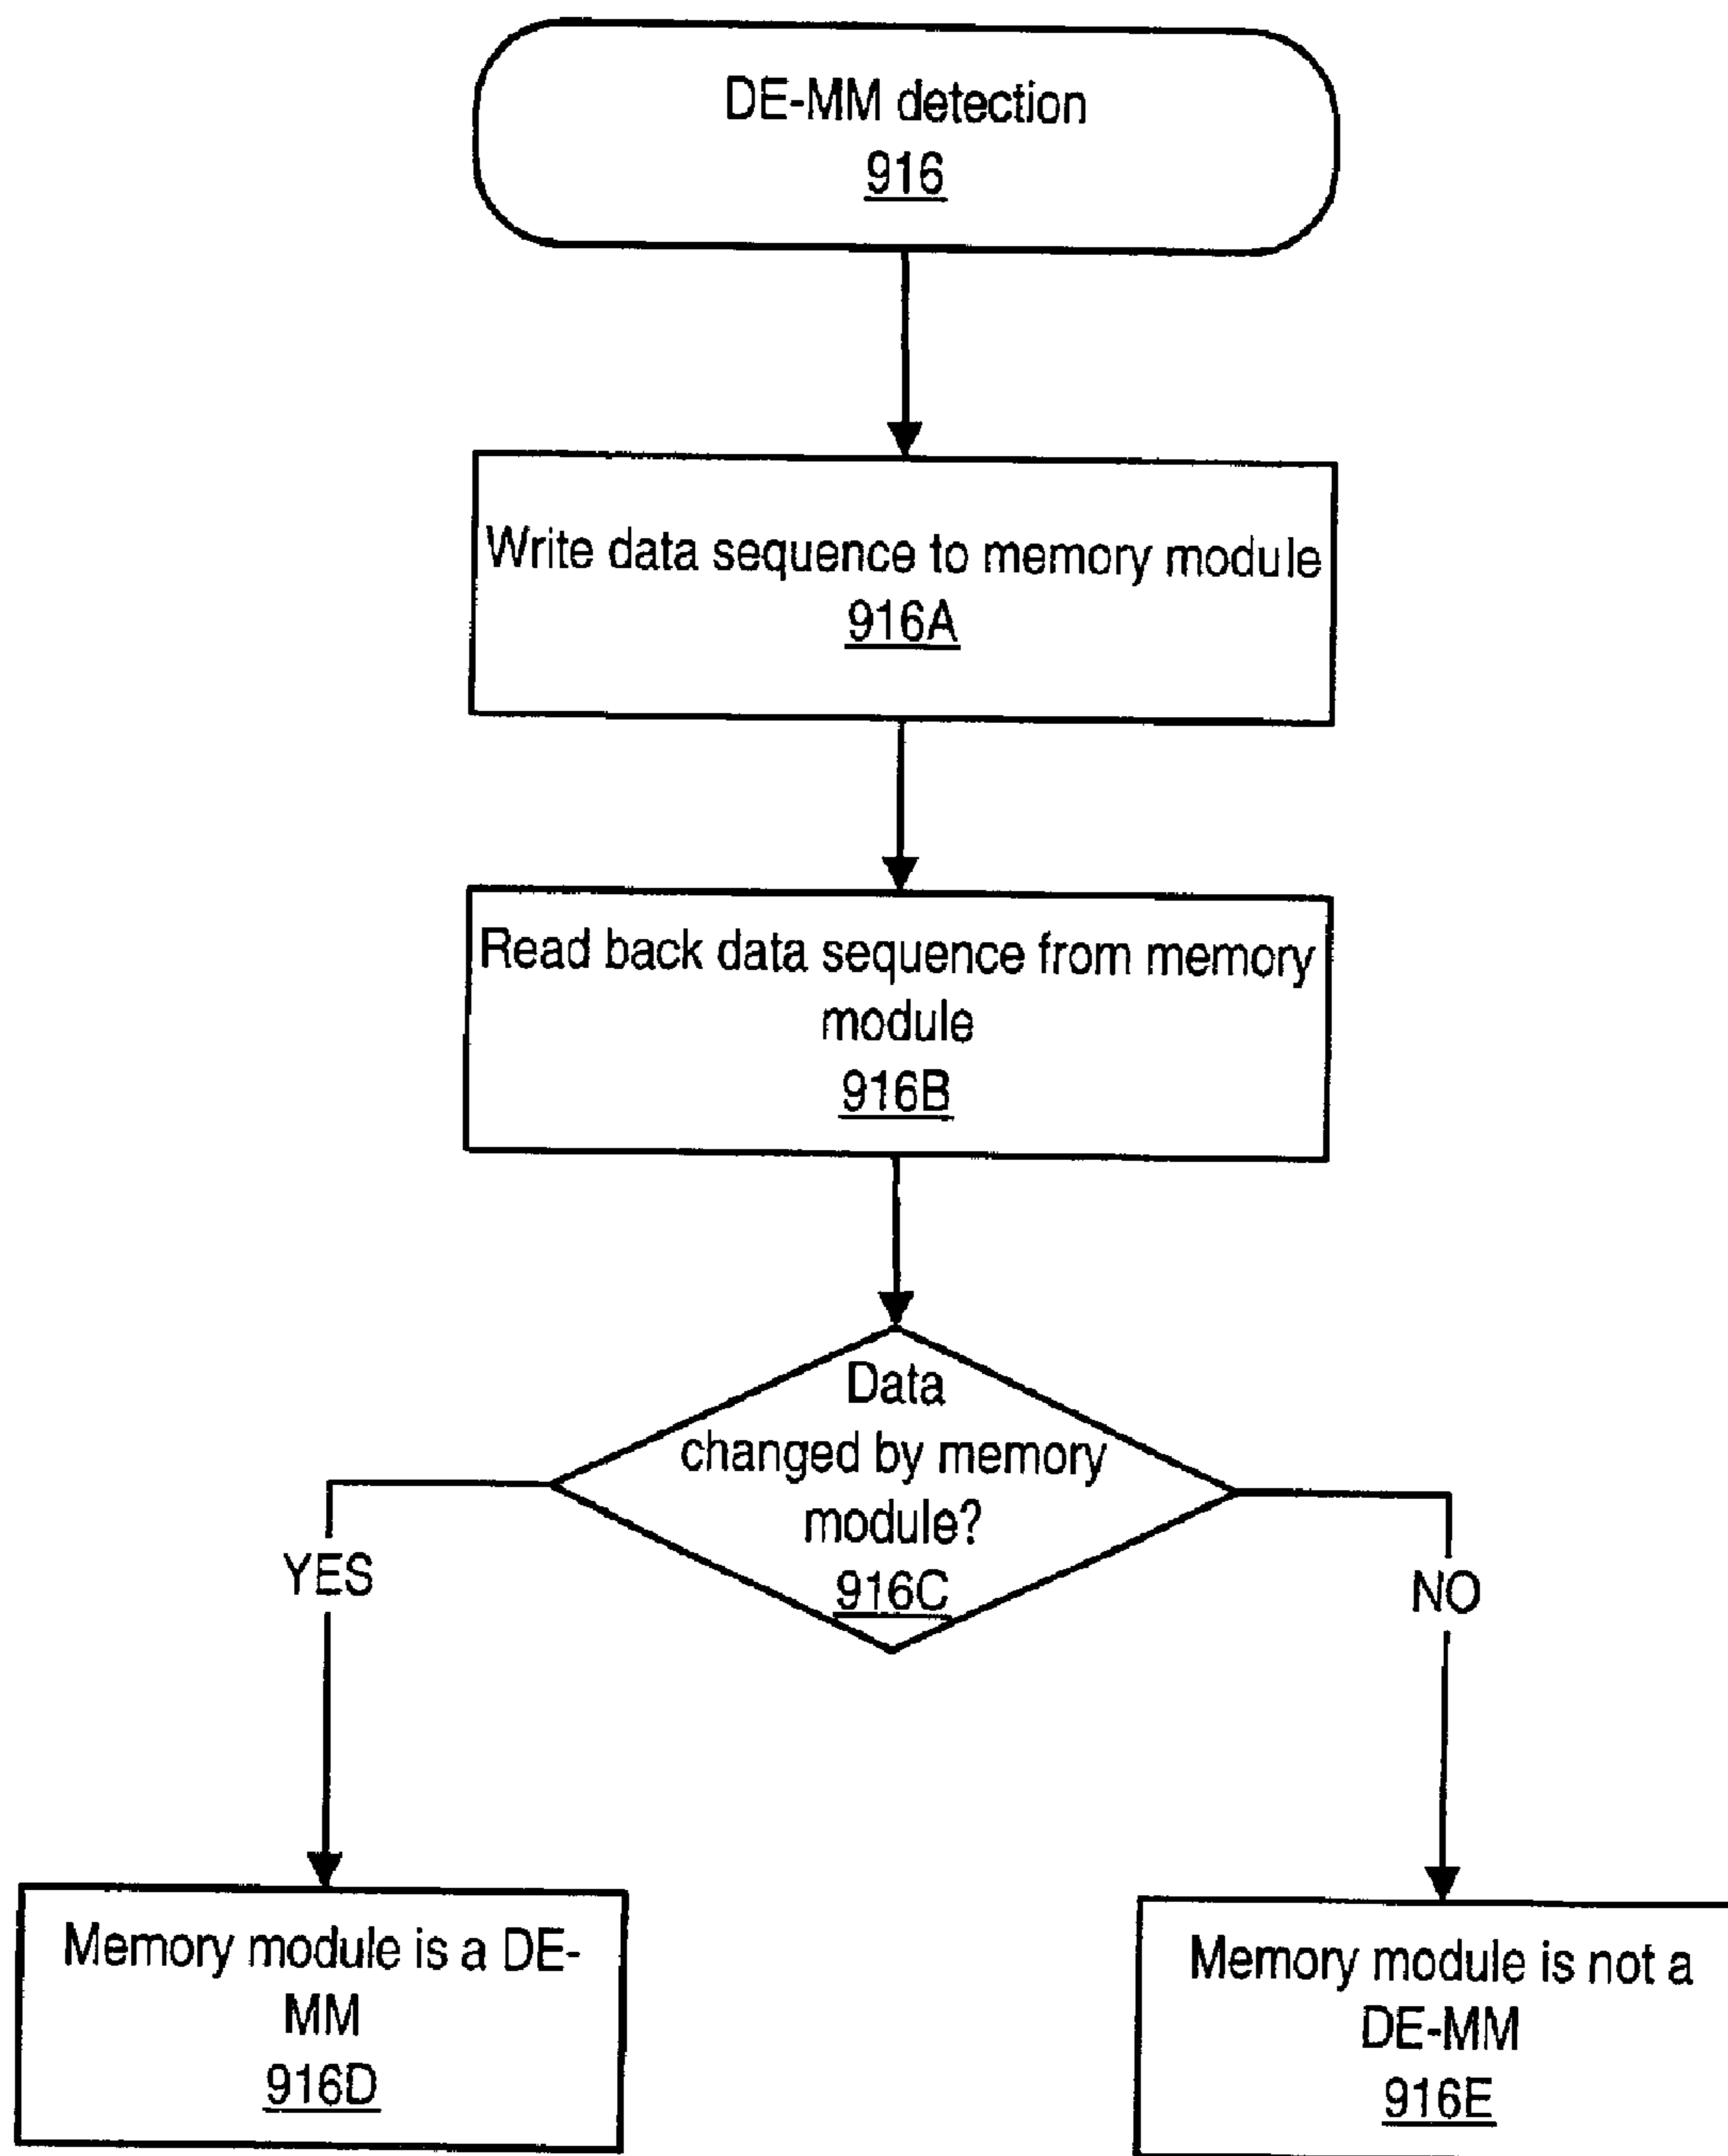 DE-MM detection
916
Write data sequence to memory module
916A
Read back data sequence from memory
module
916B
Data
changed by memory
module?
916C
YES
NO
Memory module is a DE-
MM
916D
Memory module is not a
DE-MM
916E